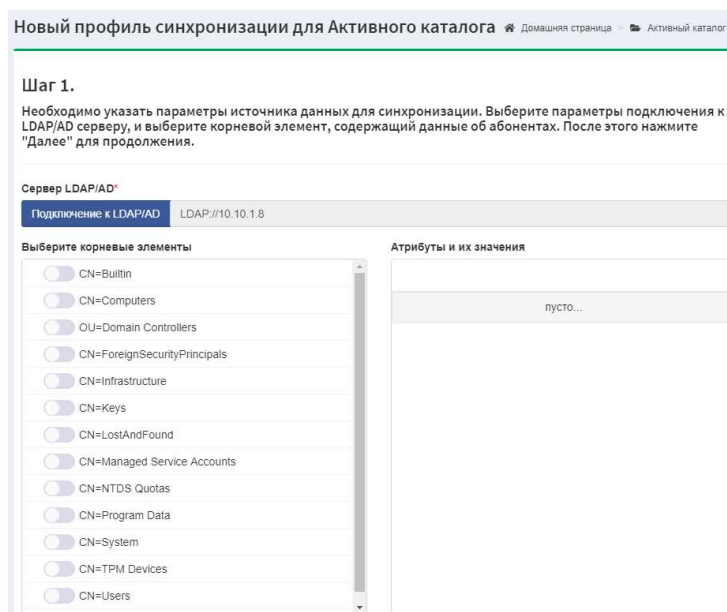 Новый профиль синхронизации для Активного каталога Домашняя страница > Активный каталог
Шаг 1.
Необходимо указать параметры источника данных для синхронизации. Выберите параметры подключения к
LDAP/AD серверу, и выберите корневой элемент, содержащий данные об абонентах. После этого нажмите
"Далее" для продолжения.
Сервер LDAP/AD*
Подключение к LDAP/AD LDAP://10.10.1.8
Выберите корневые элементы Атрибуты и их значения
CN=Builtin
CN=Computers
пусто...
OU=Domain Controllers
CN=ForeignSecurityPrincipals
CN=Infrastructure
CN=Keys
CN=LostAndFound
CN=Managed Service Accounts
CN=NTDS Quotas
CN=Program Data
CN=System
CN=TPM Devices
CN=Users